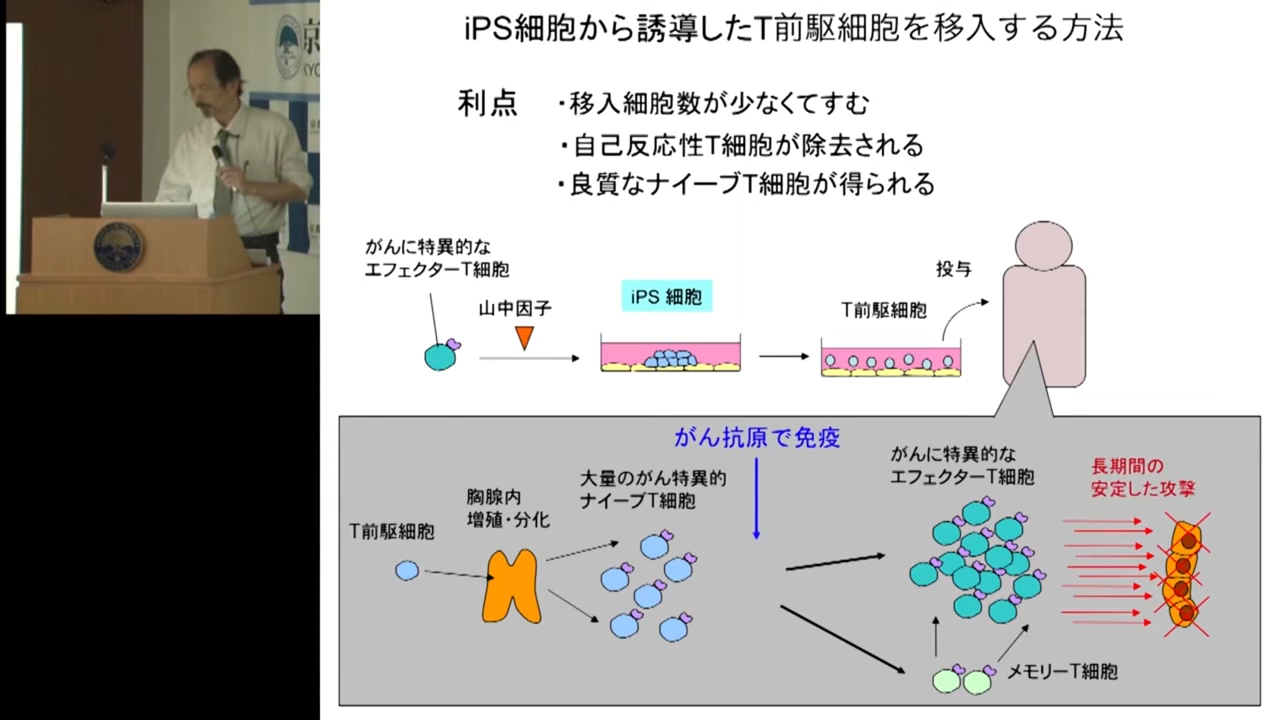 iPS細胞から誘導したT前駆細胞を移入する方法
利点
・移入細胞数が少なくてすむ
・自己反応性T細胞が除去される
・良質なナイーブT細胞が得られる
がんに特異的な
エフェクターT細胞
山中因子
iPS 細胞
T前駆細胞
投与
がん抗原で免疫
T前駆細胞
胸腺内
増殖・分化
大量のがん特異的
ナイーブT細胞
がんに特異的な
エフェクターT細胞
長期間の
安定した攻撃
メモリーT細胞
京
KYO